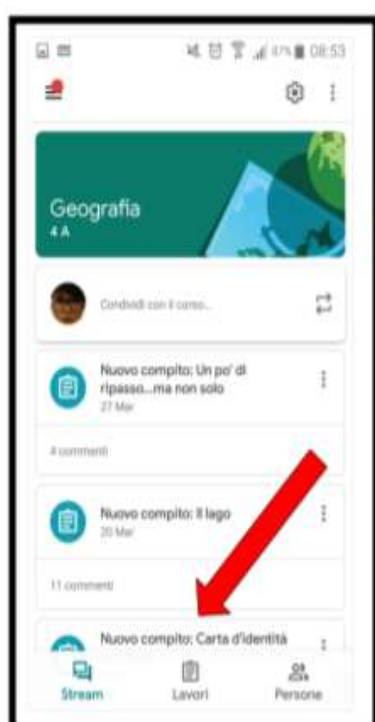 47% 08:53
Geografia
4 A
Condividi con il corso...
Nuovo compito: Un po' di
ripasso...ma non solo
27 Mar
4 commenti
Nuovo compito: Il lago
20 Mar
11 commenti
Nuovo compito: Carta d'identità
Stream Lavori Persone